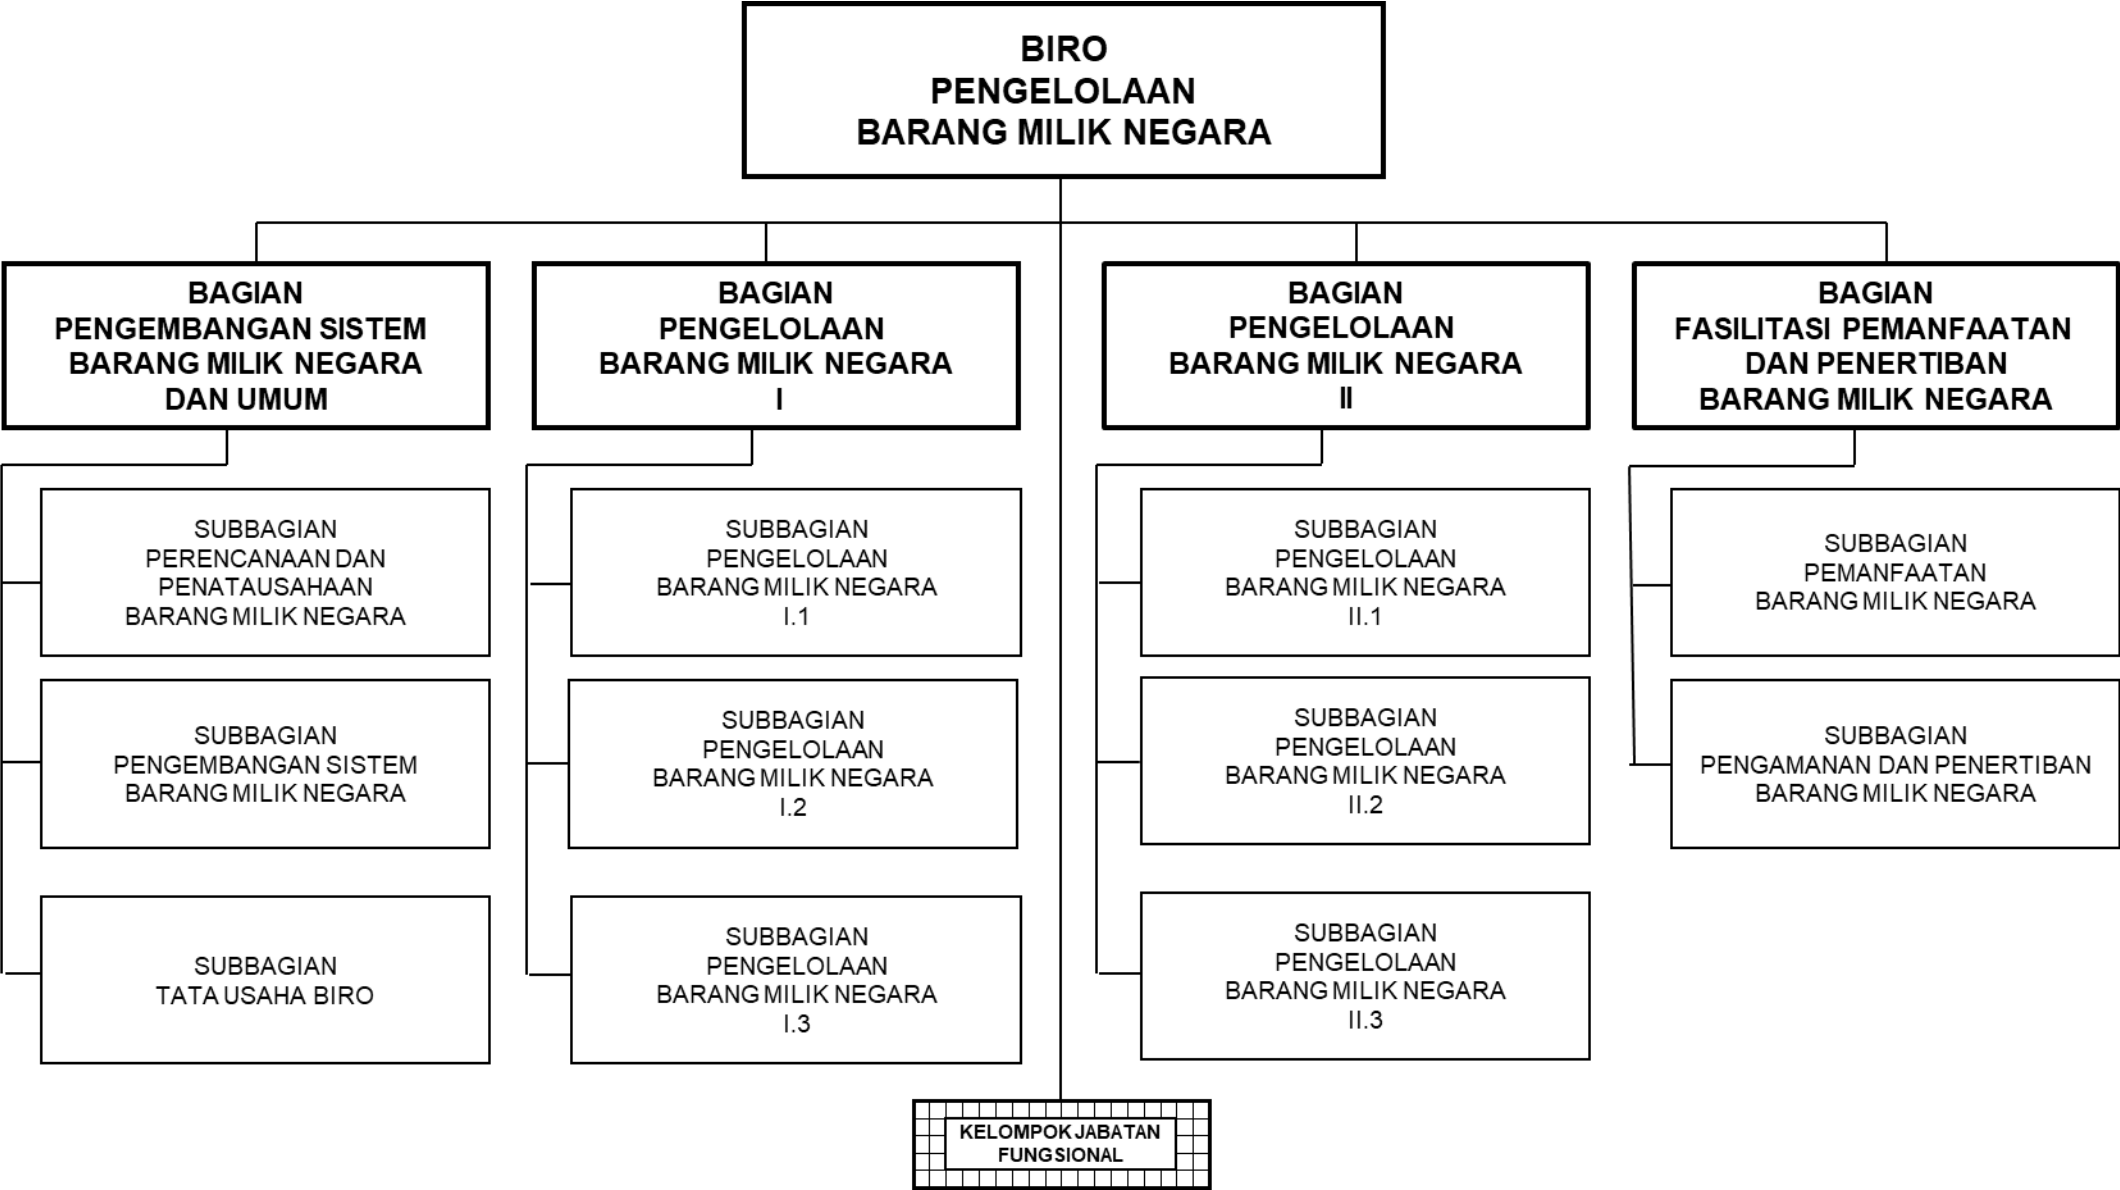 BIRO
PENGELOLAAN
BARANG MILIK NEGARA
BAGIAN
PENGEMBANGAN SISTEM
BARANG MILIK NEGARA
DAN UMUM
BAGIAN
PENGELOLAAN
BARANG MILIK NEGARA
I
BAGIAN
PENGELOLAAN
BARANG MILIK NEGARA
II
BAGIAN
FASILITASI PEMANFAATAN
DAN PENERTIBAN
BARANG MILIK NEGARA
SUBBAGIAN
PERENCANAAN DAN
PENATAUSAHAAN
BARANG MILIK NEGARA
SUBBAGIAN
PENGELOLAAN
BARANG MILIK NEGARA
I.1
SUBBAGIAN
PENGELOLAAN
BARANG MILIK NEGARA
II.1
SUBBAGIAN
PEMANFAATAN
BARANG MILIK NEGARA
SUBBAGIAN
PENGEMBANGAN SISTEM
BARANG MILIK NEGARA
SUBBAGIAN
PENGELOLAAN
BARANG MILIK NEGARA
I.2
SUBBAGIAN
PENGELOLAAN
BARANG MILIK NEGARA
II.2
SUBBAGIAN
PENGAMANAN DAN PENERTIBAN
BARANG MILIK NEGARA
SUBBAGIAN
TATA USAHA BIRO
SUBBAGIAN
PENGELOLAAN
BARANG MILIK NEGARA
I.3
SUBBAGIAN
PENGELOLAAN
BARANG MILIK NEGARA
II.3
KELOMPOK JABATAN
FUNGSIONAL